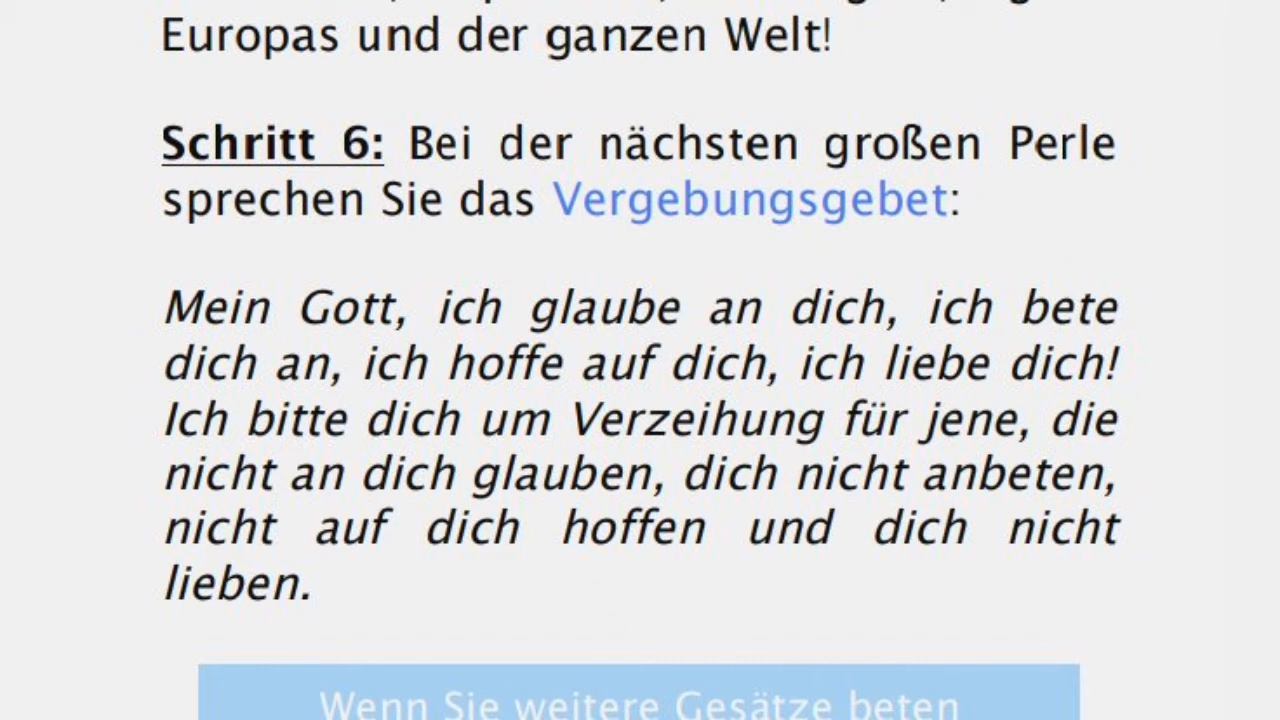 Europas und der ganzen Welt!
Schritt 6: Bei der nächsten großen Perle
sprechen Sie das Vergebungsgebet:
Mein Gott, ich glaube an dich, ich bete
dich an, ich hoffe auf dich, ich liebe dich!
Ich bitte dich um Verzeihung für jene, die
nicht an dich glauben, dich nicht anbeten,
nicht auf dich hoffen und dich nicht
lieben.
Wenn Sie weitere Gesätze beten